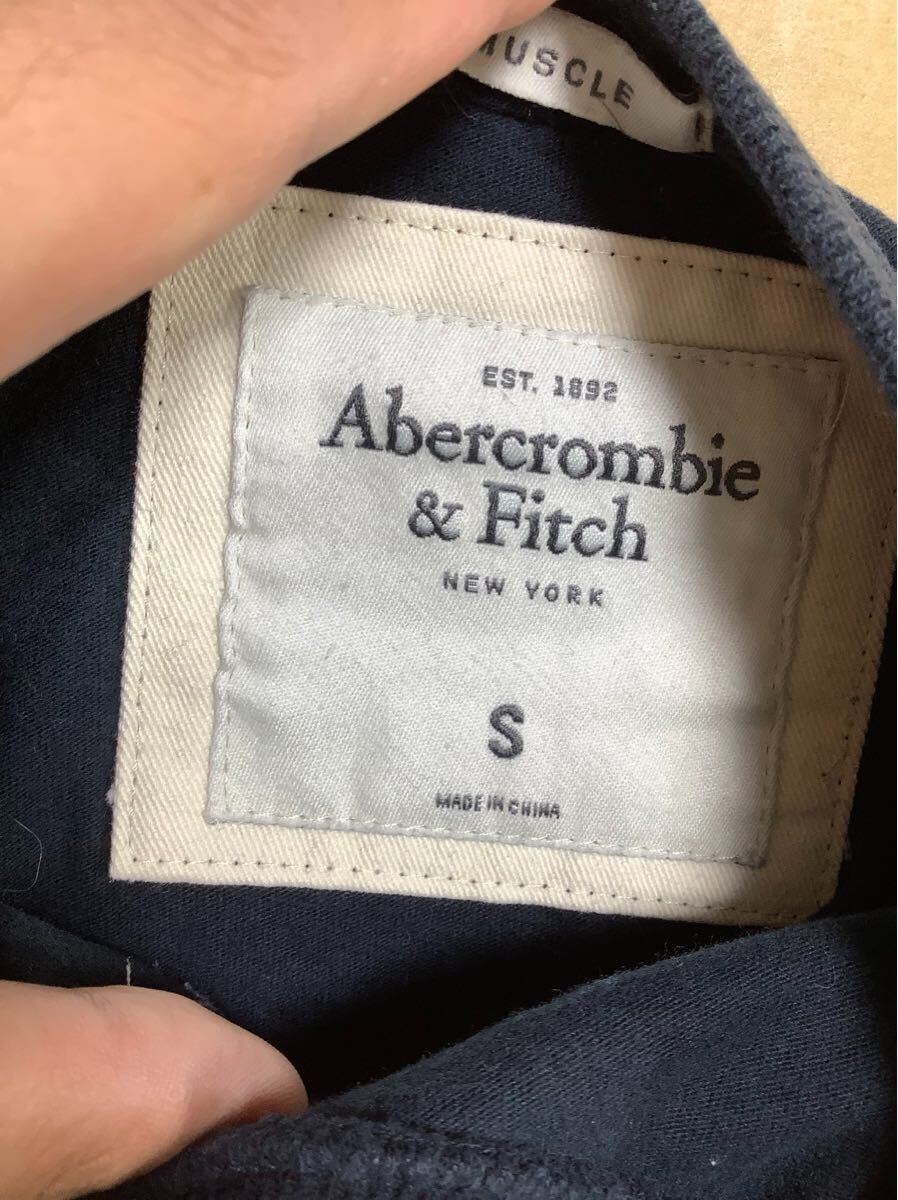 MUSCLE
EST. 1892
Abercrombie
& Fitch
NEW YORK
S
MADE IN CHINA